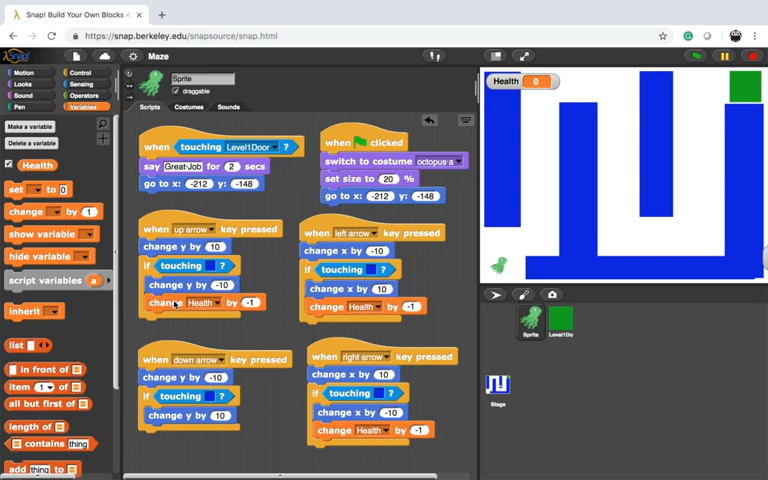 Snap! Build Your Own Blocks 4
https://snap.berkeley.edu/snapsource/snap.html
Maze
Motion
Looks
Sound
Pen
Control
Sensing
Operators
Variables
Make a variable
Delete a variable
Health
set to 0
change by 1
show variable
hide variable
script variables a
inherit
list
in front of
item 1 of
all but first of
length of
contains thing
add thing to
Sprite
draggable
Scripts
Costumes
Sounds
when touching Level1Door ?
say Great Job for 2 secs
go to x: -212 y: -148
when clicked
switch to costume octopus a
set size to 20 %
go to x: -212 y: -148
when up arrow key pressed
change y by 10
if touching ?
change y by -10
change Health by -1
when left arrow key pressed
change x by -10
if touching ?
change x by 10
change Health by -1
when down arrow key pressed
change y by -10
if touching ?
change y by 10
when right arrow key pressed
change x by 10
if touching ?
change x by -10
change Health by -1
Health 0
Sprite
Level1Do
Stage